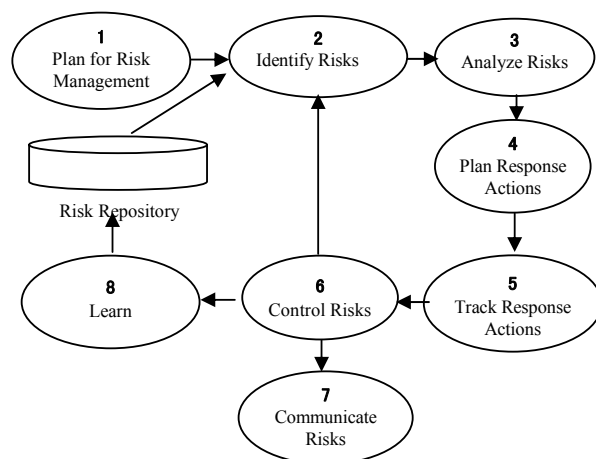 1
Plan for Risk
Management
2
Identify Risks
3
Analyze Risks
4
Plan Response
Actions
Risk Repository
5
Track Response
Actions
6
Control Risks
8
Learn
7
Communicate
Risks